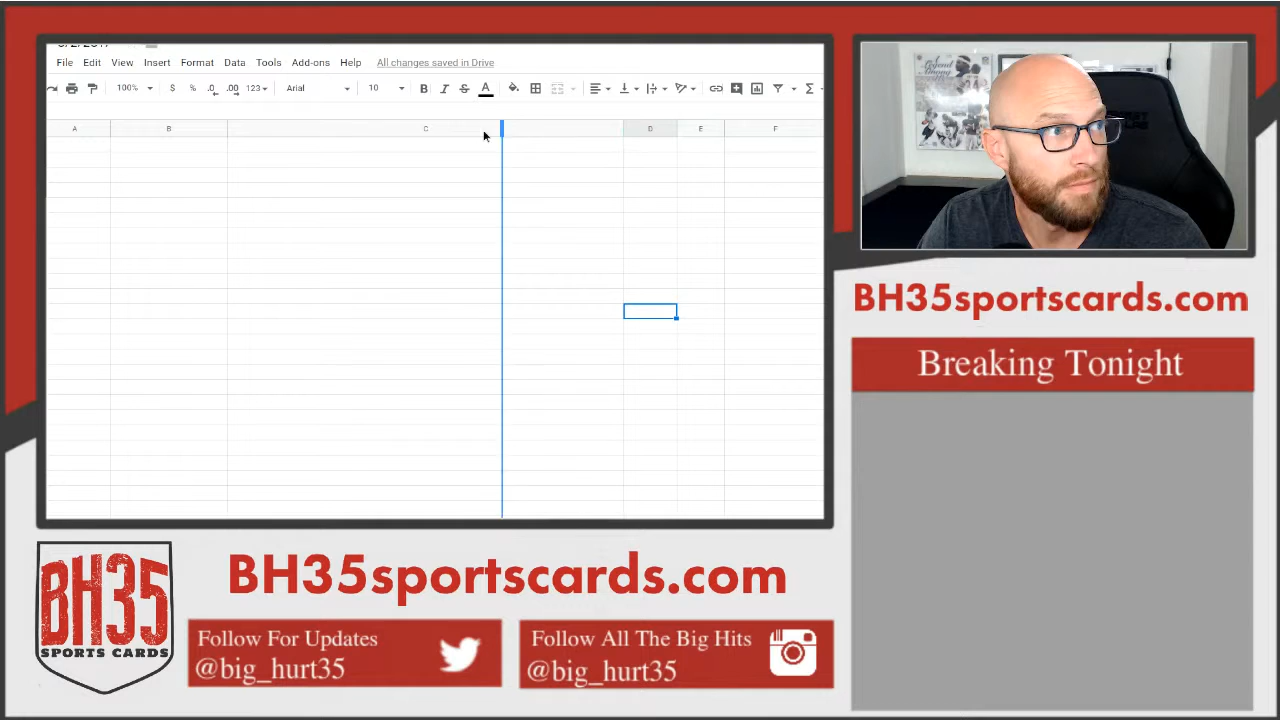 File Edit View Insert Format Data Tools Add-ons Help All changes saved in Drive
100% $ % .0 .00 123 Arial 10 B I S A Σ
A B C D E F
Legend Among
BH35sportscards.com
Breaking Tonight
BH35
SPORTS CARDS
BH35sportscards.com
Follow For Updates
@big_hurt35
Follow All The Big Hits
@big_hurt35